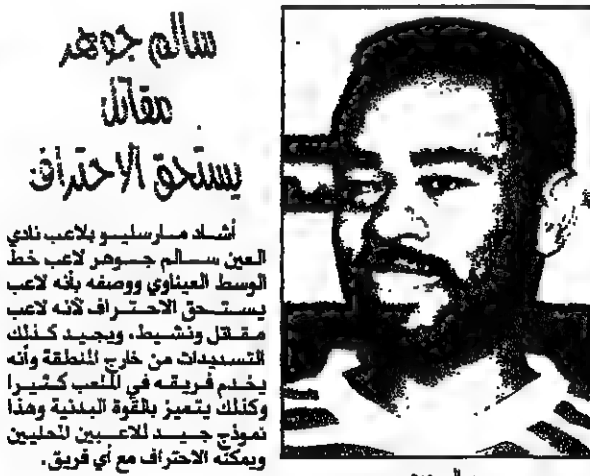 سالم جوهر
مقاتل
يستحق الاحتراف
أشاد مارسليو بلاعب نادي
العين سالم جوهر لاعب خط
الوسط العيناوي ووصفه بأنه لاعب
يستحق الاحتراف لأنه لاعب
مقاتل ونشيط، ويجيد كذلك
التسديدات من خارج المنطقة وأنه
يخدم فريقه في الملعب كثيرا
وكذلك يتميز بالقوة البدنية وهذا
نموذج جيد للاعبين المحليين
ويمكنه الاحتراف مع أي فريق.